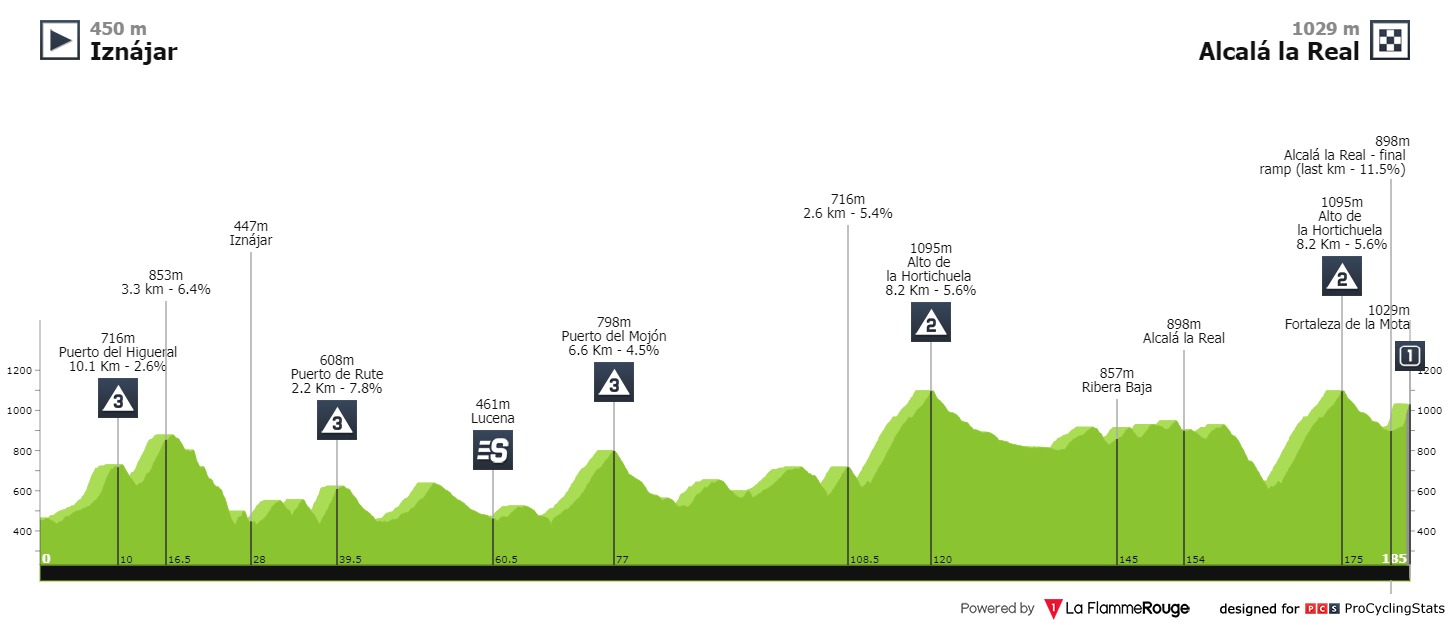 450 m
Iznájar
1029 m
Alcalá la Real
898m
Alcalá la Real - final
ramp (last km - 11.5%)
1095m
Alto de
la Hortichuela
8.2 Km - 5.6%
2
716m
2.6 km - 5.4%
447m
Iznájar
1095m
Alto de
la Hortichuela
8.2 Km - 5.6%
2
853m
3.3 km - 6.4%
1029m
Fortaleza de la Mota
1
798m
Puerto del Mojón
6.6 Km - 4.5%
3
898m
Alcalá la Real
716m
Puerto del Higueral
10.1 Km - 2.6%
3
608m
Puerto de Rute
2.2 Km - 7.8%
3
857m
Ribera Baja
461m
Lucena
S
1200
1000
800
600
400
1200
1000
800
600
400
0
10
16.5
28
39.5
60.5
77
108.5
120
145
154
175
185
Powered by 1 La FlammeRouge designed for PCS ProCyclingStats